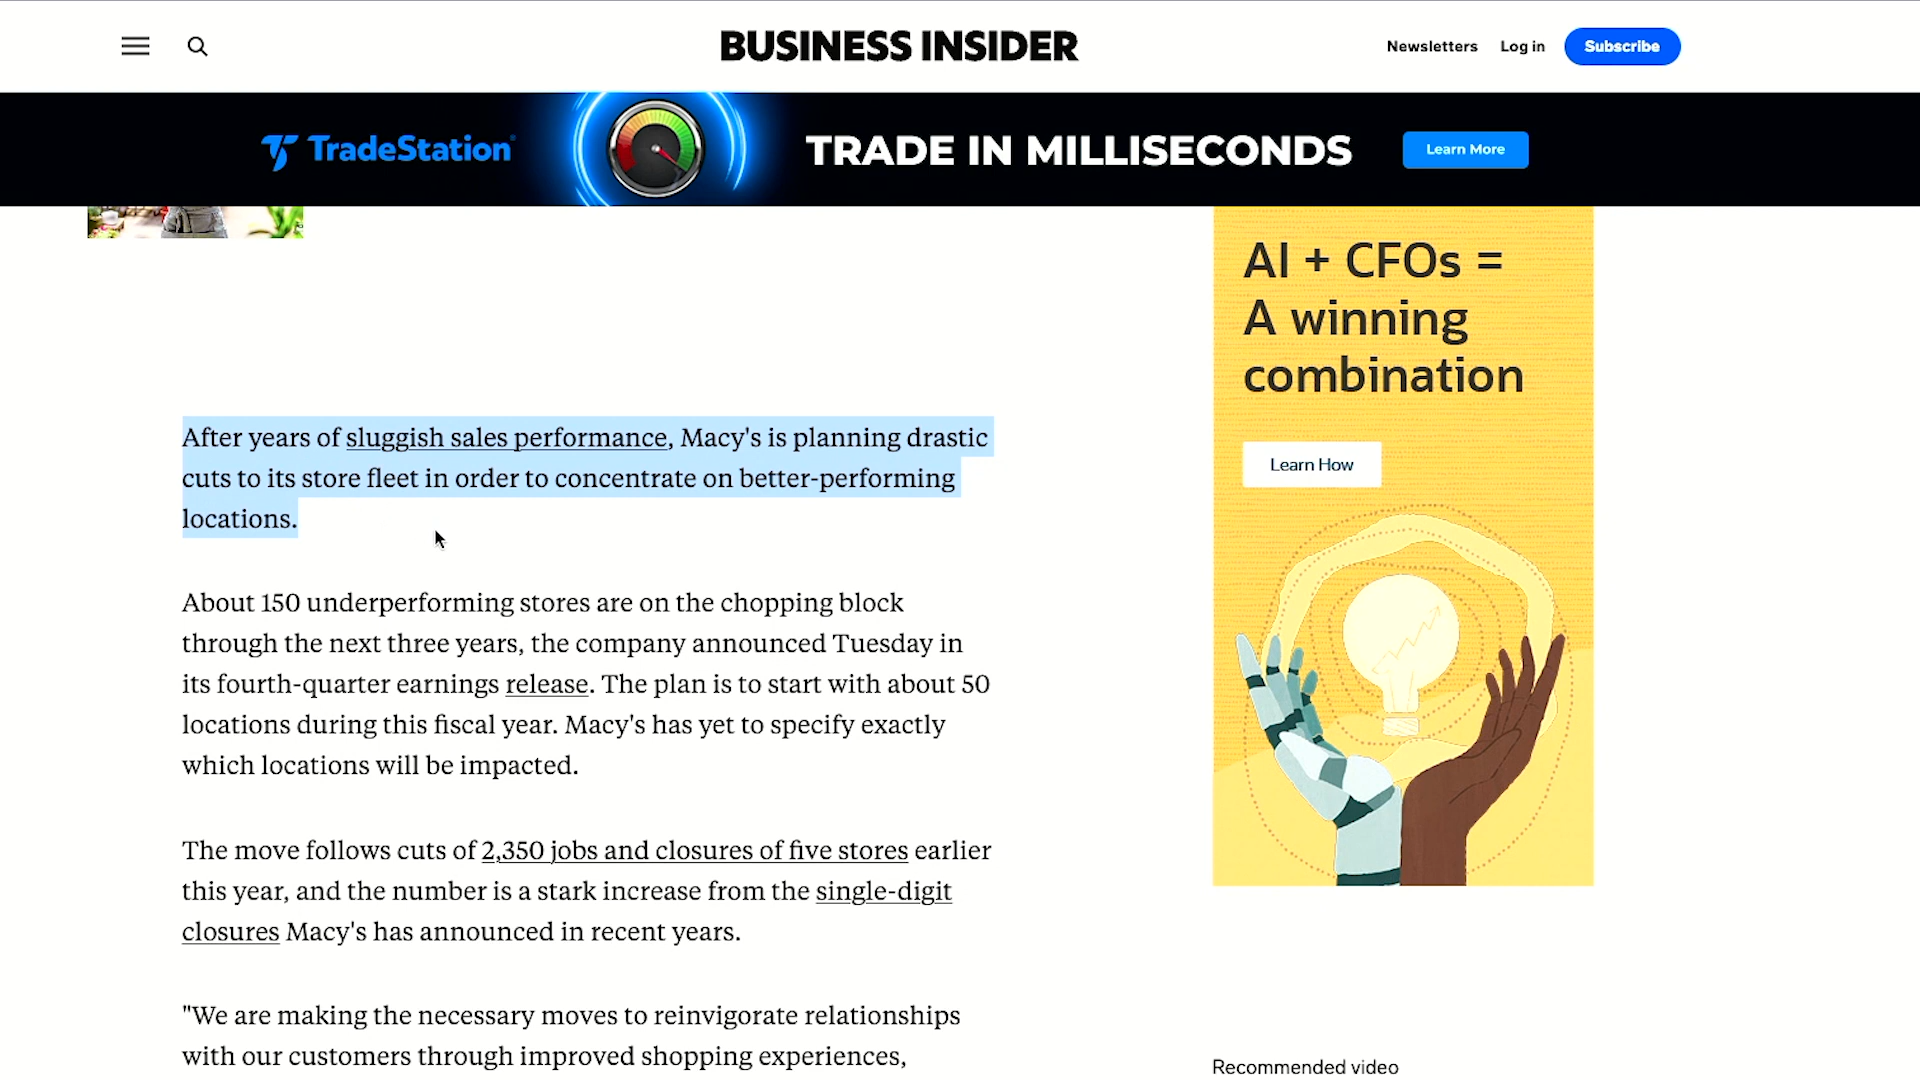 BUSINESS INSIDER
Newsletters
Log in
Subscribe
TradeStation
TRADE IN MILLISECONDS
Learn More
AI + CFOs =
A winning
combination
Learn How
After years of sluggish sales performance, Macy's is planning drastic
cuts to its store fleet in order to concentrate on better-performing
locations.
About 150 underperforming stores are on the chopping block
through the next three years, the company announced Tuesday in
its fourth-quarter earnings release. The plan is to start with about 50
locations during this fiscal year. Macy's has yet to specify exactly
which locations will be impacted.
The move follows cuts of 2,350 jobs and closures of five stores earlier
this year, and the number is a stark increase from the single-digit
closures Macy's has announced in recent years.
"We are making the necessary moves to reinvigorate relationships
with our customers through improved shopping experiences,
Recommended video